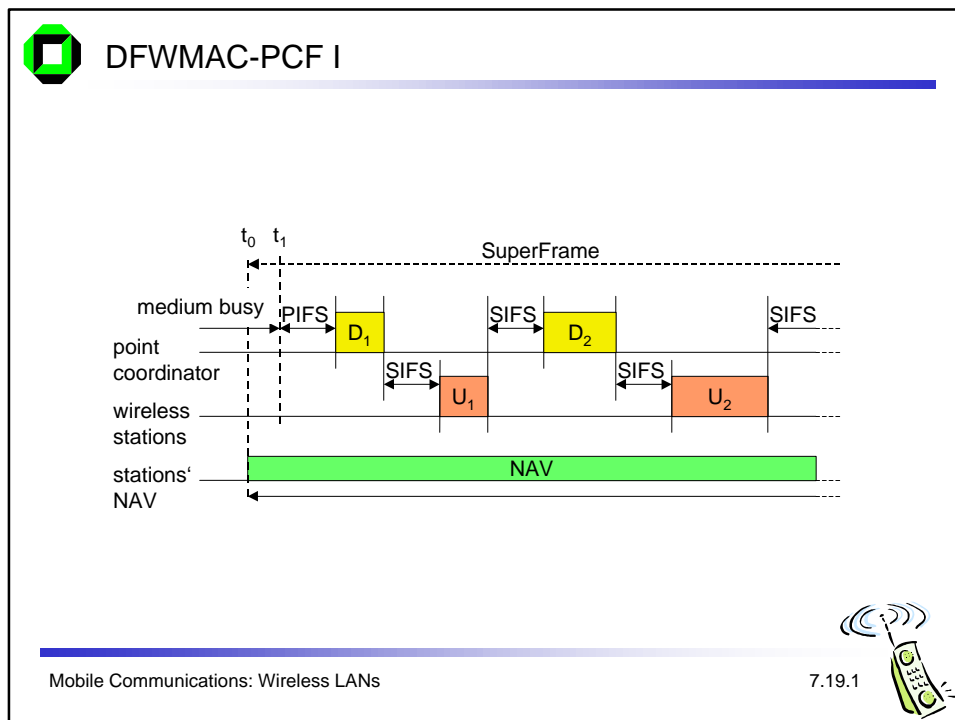 DFWMAC-PCF I
t0 t1
SuperFrame
medium busy PIFS D1 SIFS D2 SIFS
point
coordinator
SIFS U1 SIFS U2
wireless
stations
stations‘
NAV
NAV
Mobile Communications: Wireless LANs 7.19.1